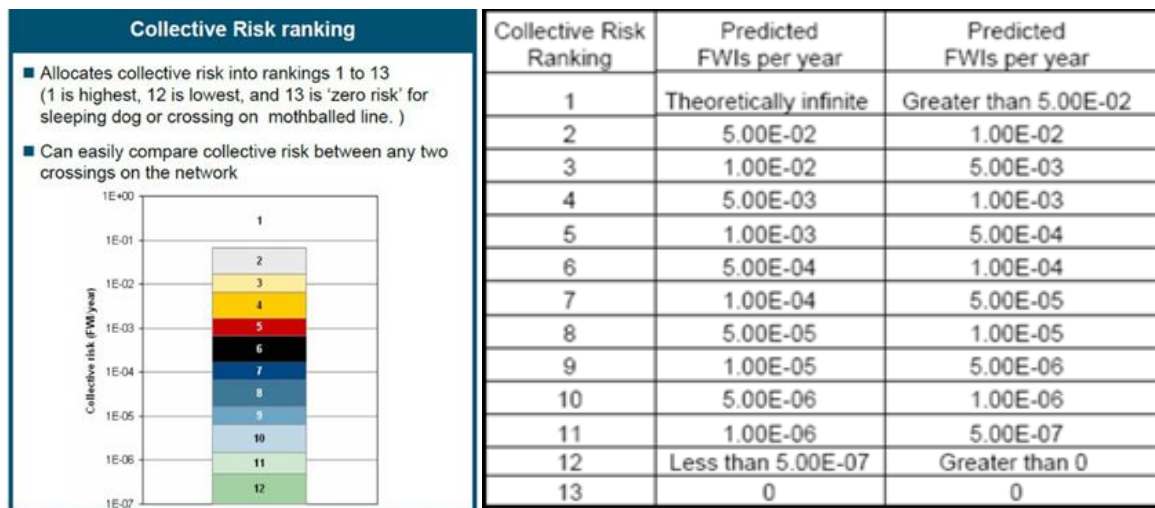 Collective Risk ranking
■ Allocates collective risk into rankings 1 to 13
(1 is highest, 12 is lowest, and 13 is ‘zero risk’ for
sleeping dog or crossing on mothballed line. )
■ Can easily compare collective risk between any two
crossings on the network
Collective risk (FWI/year)
1E+00
1E-01
1E-02
1E-03
1E-04
1E-05
1E-06
1E-07
1
2
3
4
5
6
7
8
9
10
11
12
Collective Risk Ranking | Predicted FWIs per year | Predicted FWIs per year
1 | Theoretically infinite | Greater than 5.00E-02
2 | 5.00E-02 | 1.00E-02
3 | 1.00E-02 | 5.00E-03
4 | 5.00E-03 | 1.00E-03
5 | 1.00E-03 | 5.00E-04
6 | 5.00E-04 | 1.00E-04
7 | 1.00E-04 | 5.00E-05
8 | 5.00E-05 | 1.00E-05
9 | 1.00E-05 | 5.00E-06
10 | 5.00E-06 | 1.00E-06
11 | 1.00E-06 | 5.00E-07
12 | Less than 5.00E-07 | Greater than 0
13 | 0 | 0